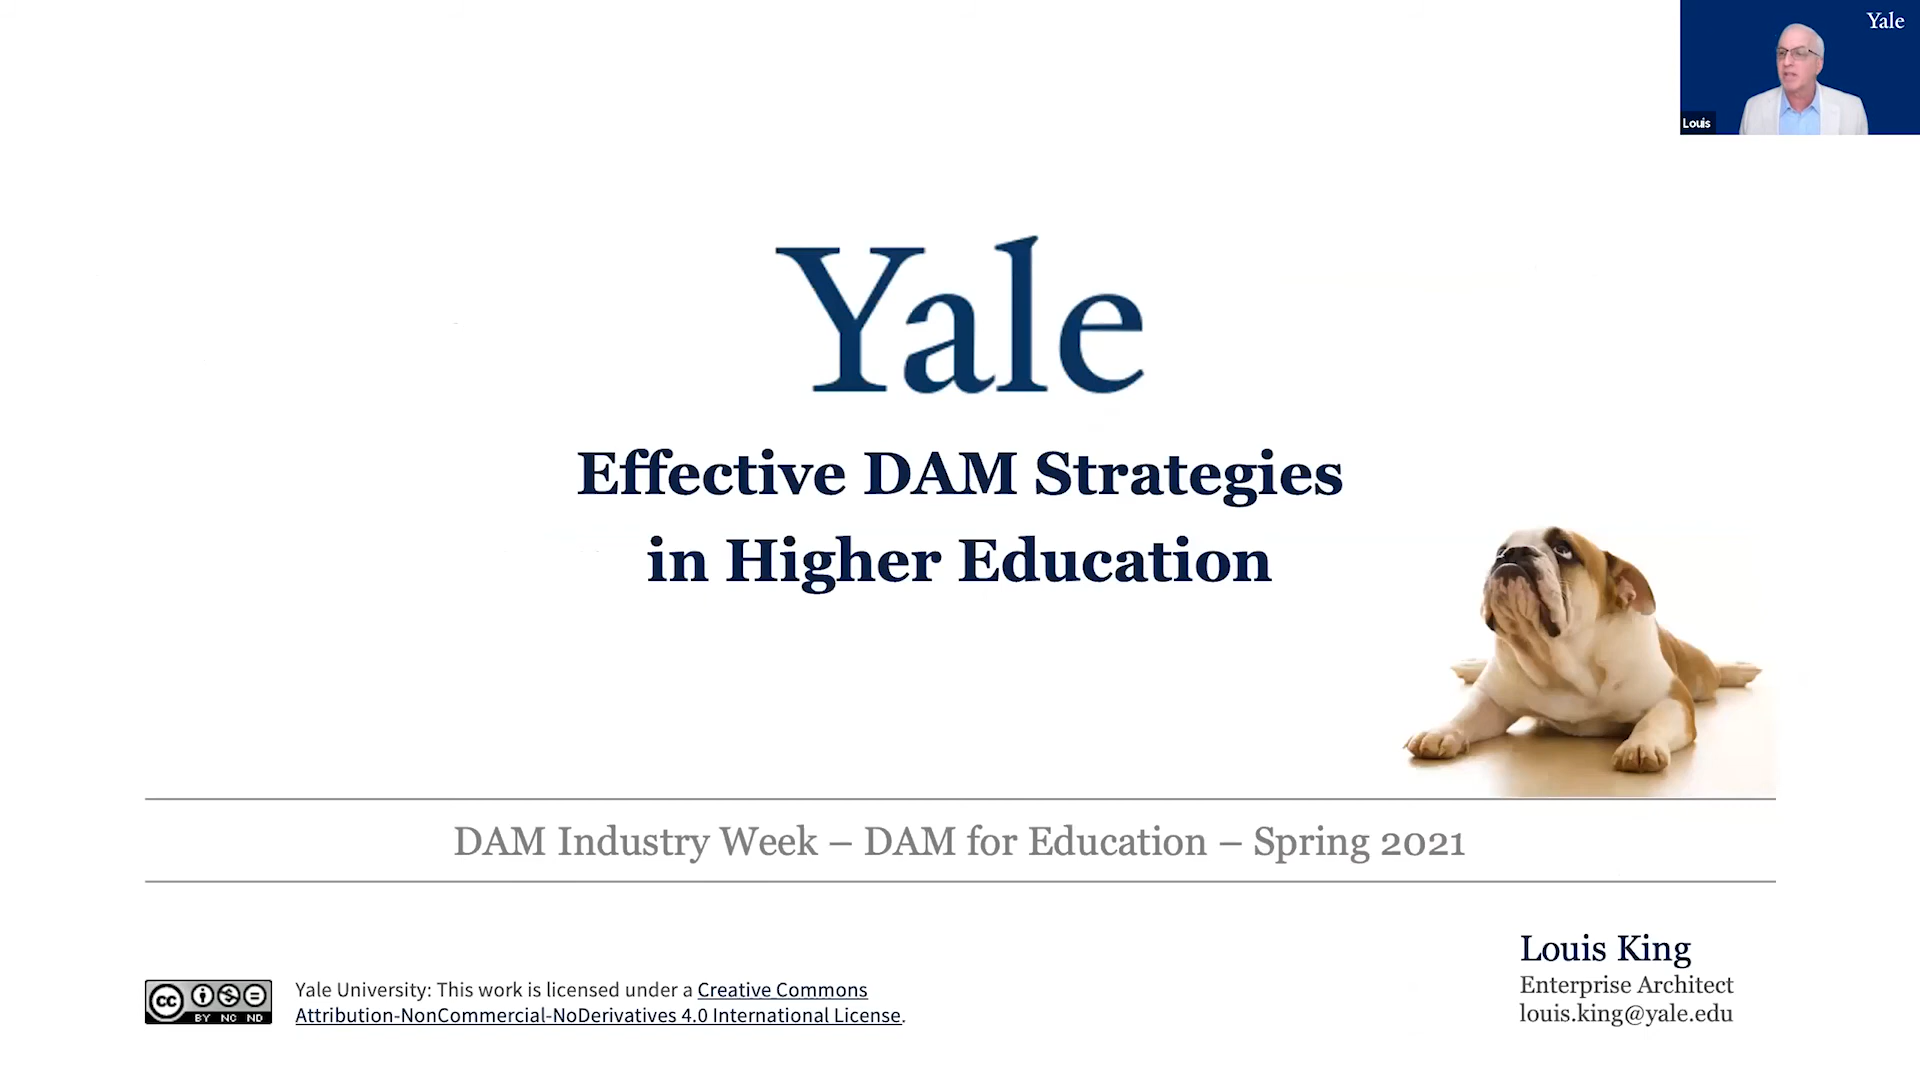 Yale
Louis
Yale
Effective DAM Strategies
in Higher Education
DAM Industry Week – DAM for Education – Spring 2021
Louis King
Enterprise Architect
louis.king@yale.edu
cc BY NC ND
Yale University: This work is licensed under a Creative Commons
Attribution-NonCommercial-NoDerivatives 4.0 International License.